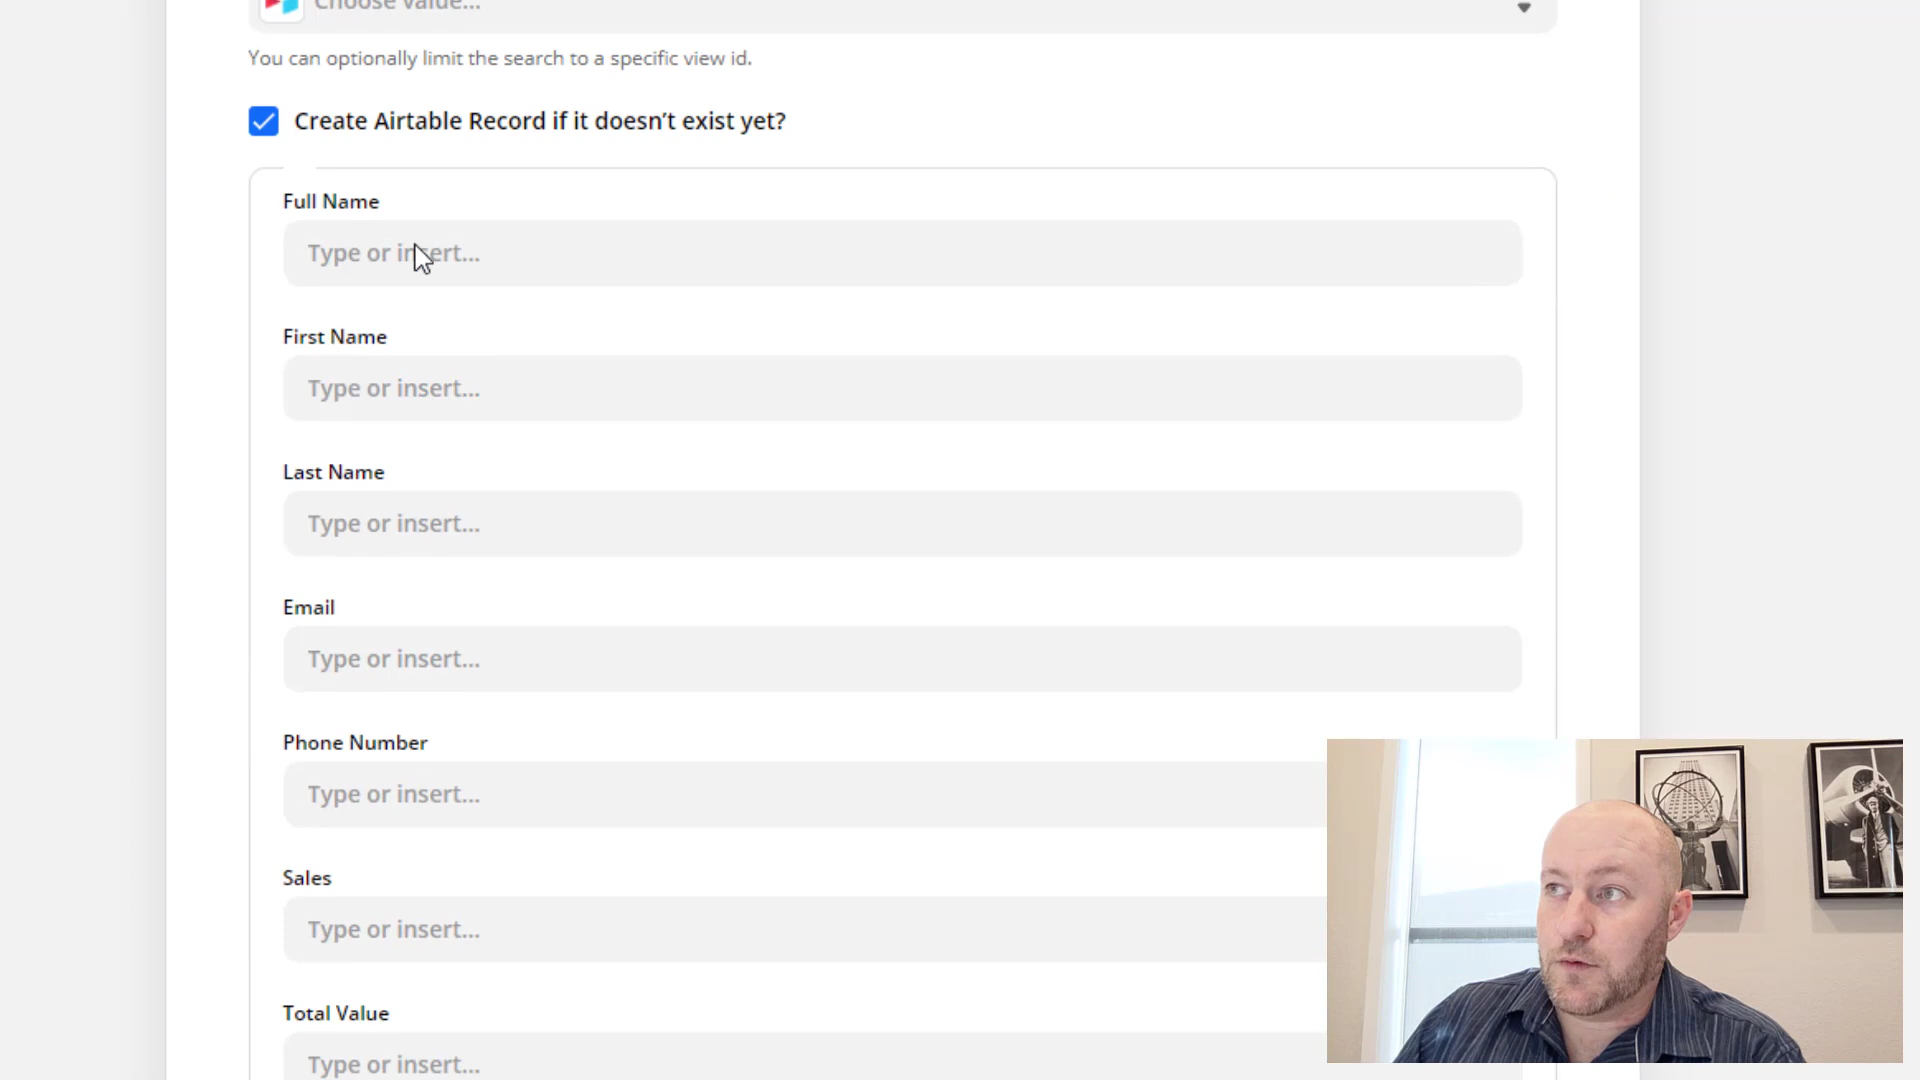 Choose value...
You can optionally limit the search to a specific view id.
Create Airtable Record if it doesn’t exist yet?
Full Name
Type or insert...
First Name
Type or insert...
Last Name
Type or insert...
Email
Type or insert...
Phone Number
Type or insert...
Sales
Type or insert...
Total Value
Type or insert...